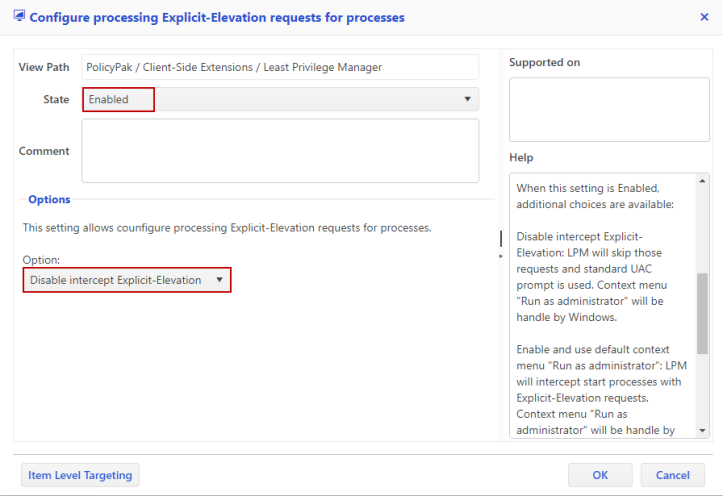 Configure processing Explicit-Elevation requests for processes
View Path
PolicyPak / Client-Side Extensions / Least Privilege Manager
State
Enabled
Comment
Options
This setting allows counfigure processing Explicit-Elevation requests for processes.
Option:
Disable intercept Explicit-Elevation
Supported on
Help
When this setting is Enabled,
additional choices are available:
Disable intercept Explicit-
Elevation: LPM will skip those
requests and standard UAC
prompt is used. Context menu
"Run as administrator" will be
handle by Windows.
Enable and use default context
menu "Run as administrator": LPM
will intercept start processes with
Explicit-Elevation requests.
Context menu "Run as
administrator" will be handle by
Item Level Targeting
OK
Cancel